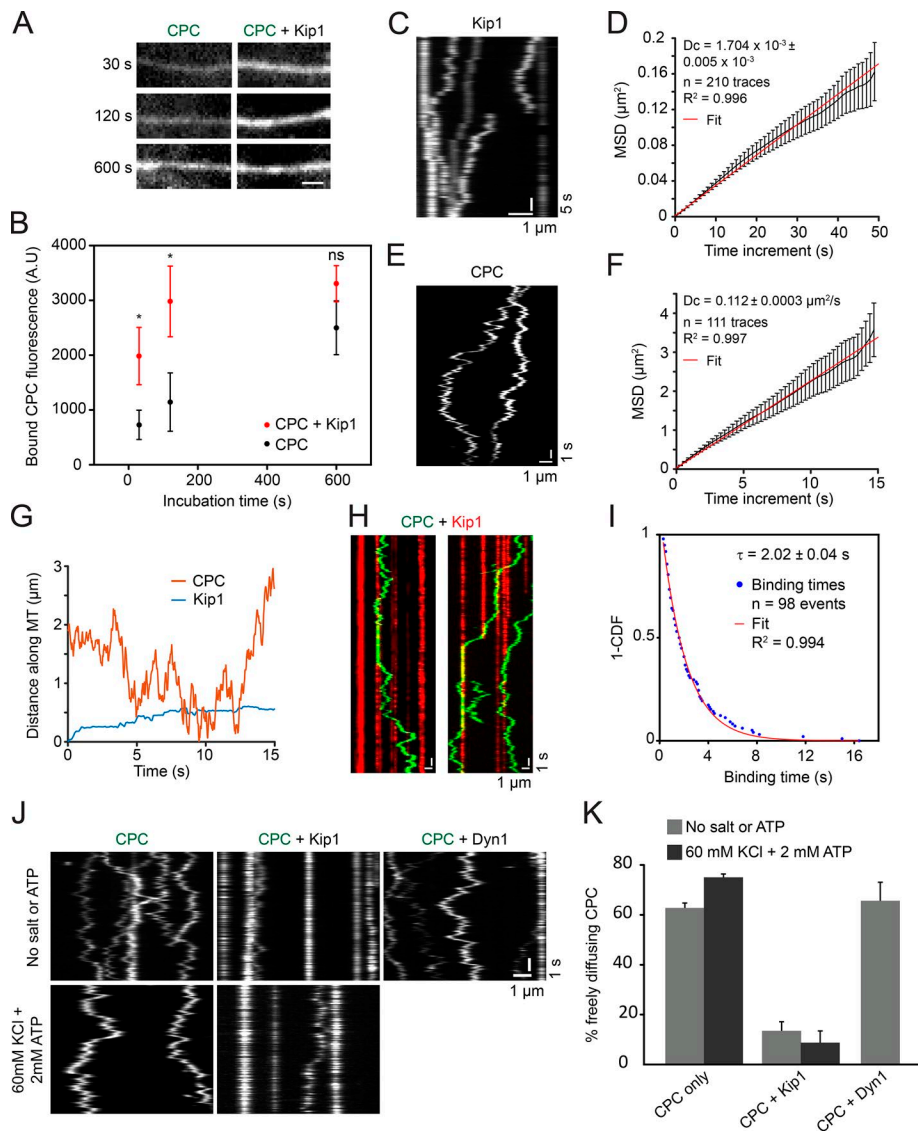 A
CPC
CPC + Kip1
30 s
120 s
600 s
B
Bound CPC fluorescence (A.U)
4000
3000
2000
1000
0
*
*
ns
CPC + Kip1
CPC
0
200
400
600
Incubation time (s)
C
Kip1
5 s
1 µm
D
Dc = 1.704 x 10-3 ±
0.005 x 10-3
n = 210 traces
R2 = 0.996
Fit
MSD (µm2)
0.2
0.16
0.12
0.08
0.04
0
0
10
20
30
40
50
Time increment (s)
E
CPC
1 s
1 µm
F
Dc = 0.112 ± 0.0003 µm2/s
n = 111 traces
R2 = 0.997
Fit
MSD (µm2)
4
3
2
1
0
0
5
10
15
Time increment (s)
G
Distance along MT (µm)
3
2
1
0
CPC
Kip1
0
5
10
15
Time (s)
H
CPC + Kip1
1 µm
1 s
I
1-CDF
1
0.5
0
τ = 2.02 ± 0.04 s
Binding times
n = 98 events
Fit
R2 = 0.994
0
4
8
12
16
Binding time (s)
J
CPC
CPC + Kip1
CPC + Dyn1
No salt or ATP
60mM KCl +
2mM ATP
1 s
1 µm
K
No salt or ATP
60 mM KCl + 2 mM ATP
% freely diffusing CPC
80
60
40
20
0
CPC only
CPC + Kip1
CPC + Dyn1